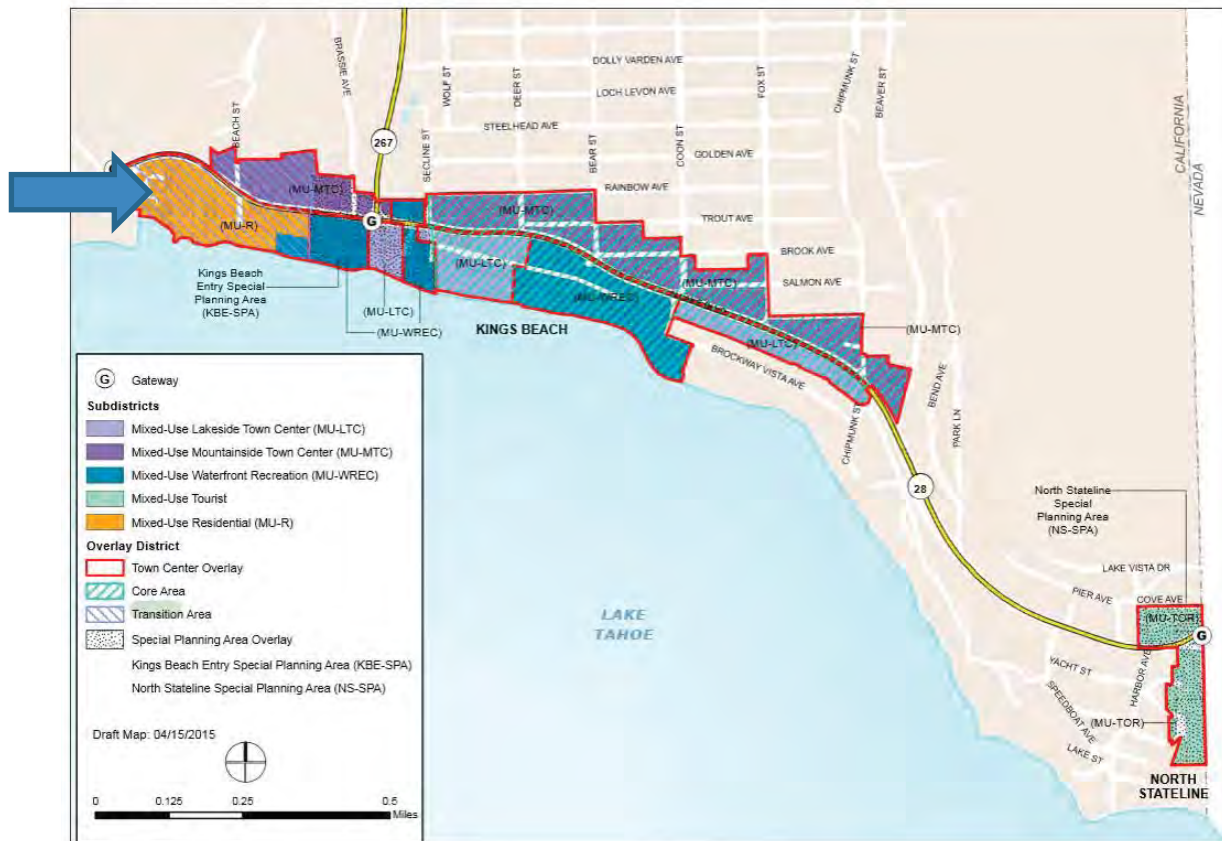 DOLLY VARDEN AVE
LOCH LEVON AVE
STEELHEAD AVE
GOLDEN AVE
RAINBOW AVE
TROUT AVE
BROOK AVE
SALMON AVE
BRASSIE AVE
BEACH ST
WOLF ST
DEER ST
SECLINE ST
BEAR ST
COON ST
FOX ST
CHIPMUNK ST
BEAVER ST
CALIFORNIA
NEVADA
267
G
(MU-MTC)
(MU-R)
(MU-MTC)
(MU-LTC)
(MU-WREC)
(MU-MTC)
(MU-MTC)
(MU-LTC)
Kings Beach
Entry Special
Planning Area
(KBE-SPA)
(MU-LTC)
(MU-WREC)
KINGS BEACH
BROCKWAY VISTA AVE
CHIPMUNK ST
BEND AVE
PARK LN
28
North Stateline
Special
Planning Area
(NS-SPA)
LAKE VISTA DR
PIER AVE
COVE AVE
(MU-TOR)
G
YACHT ST
HARBOR AVE
SPEEDBOAT AVE
(MU-TOR)
LAKE ST
NORTH
STATELINE
LAKE
TAHOE
G Gateway
Subdistricts
Mixed-Use Lakeside Town Center (MU-LTC)
Mixed-Use Mountainside Town Center (MU-MTC)
Mixed-Use Waterfront Recreation (MU-WREC)
Mixed-Use Tourist
Mixed-Use Residential (MU-R)
Overlay District
Town Center Overlay
Core Area
Transition Area
Special Planning Area Overlay
Kings Beach Entry Special Planning Area (KBE-SPA)
North Stateline Special Planning Area (NS-SPA)
Draft Map: 04/15/2015
0 0.125 0.25 0.5
Miles